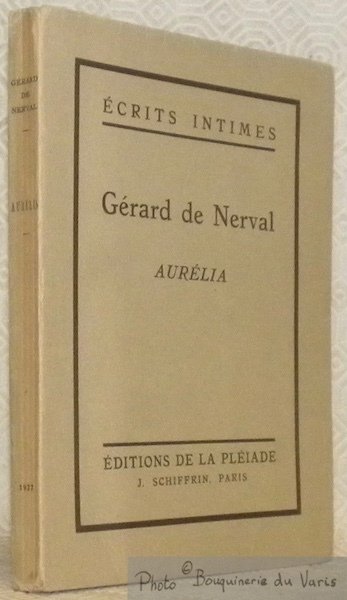 GÉRARD
DE
NERVAL
AURÉLIA
1927
ÉCRITS INTIMES
Gérard de Nerval
AURÉLIA
ÉDITIONS DE LA PLÉIADE
J. SCHIFFRIN, PARIS
Photo © Bouquinerie du Varis